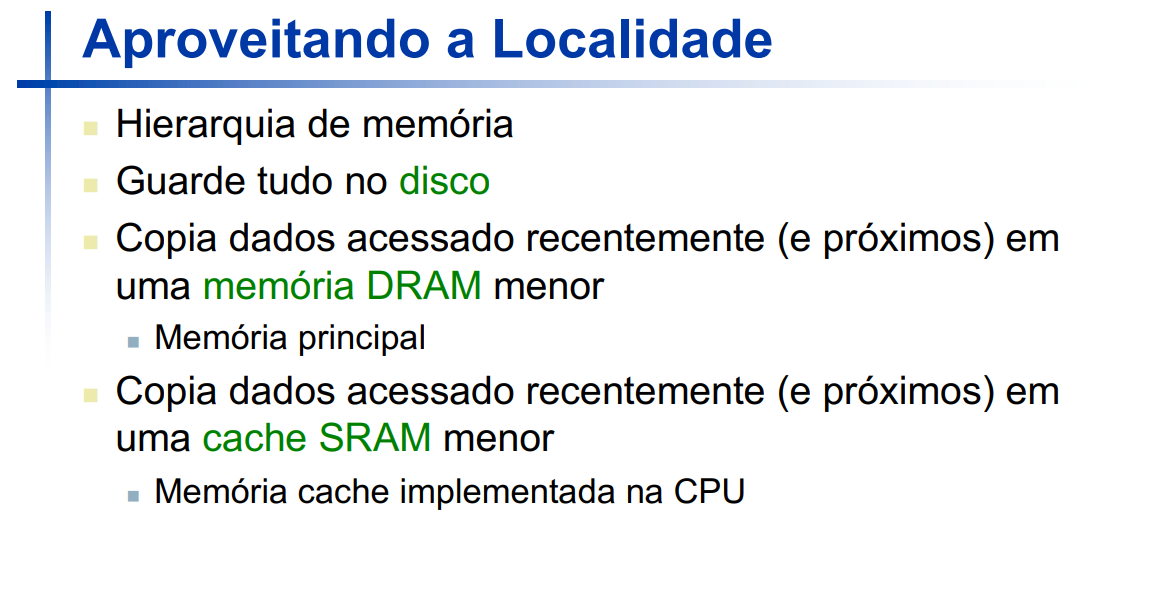 Aproveitando a Localidade
Hierarquia de memória
Guarde tudo no disco
Copia dados acessado recentemente (e próximos) em
uma memória DRAM menor
Memória principal
Copia dados acessado recentemente (e próximos) em
uma cache SRAM menor
Memória cache implementada na CPU